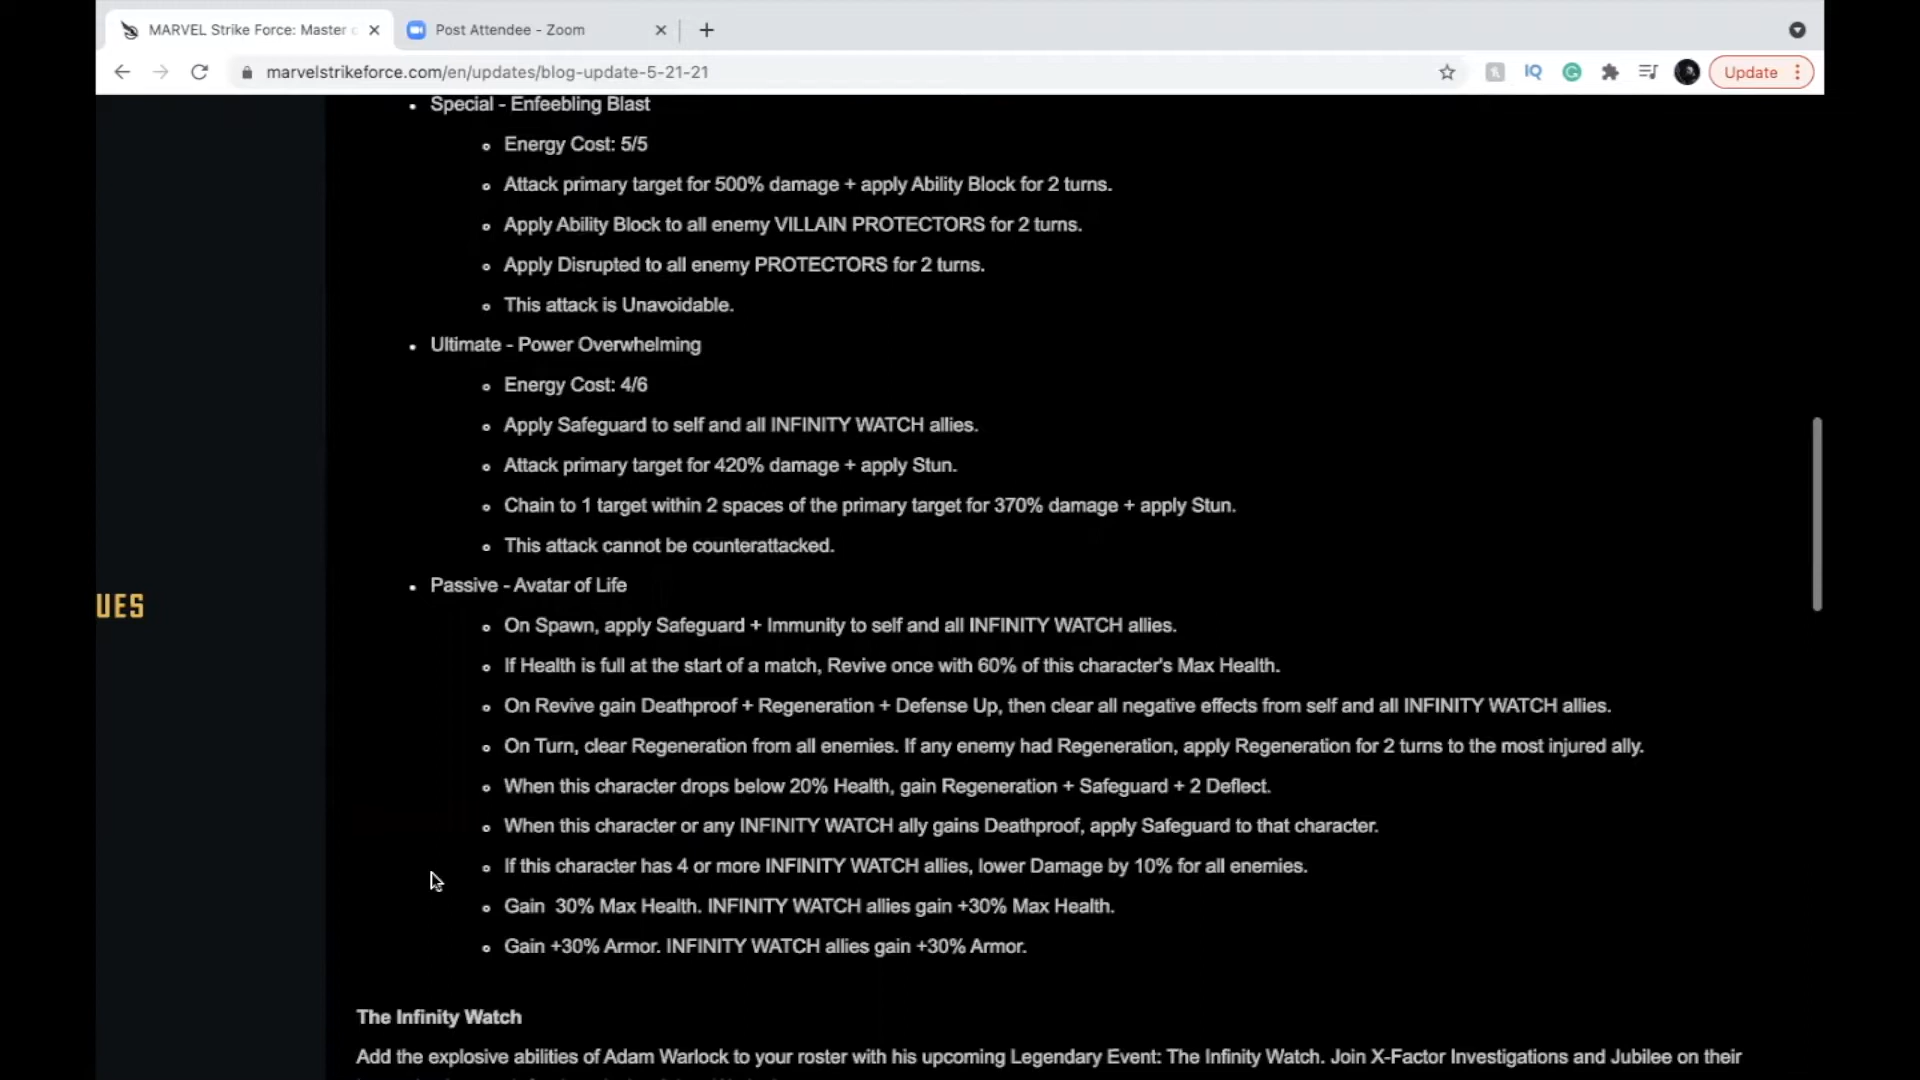 MARVEL Strike Force: Master
Post Attendee - Zoom
marvelstrikeforce.com/en/updates/blog-update-5-21-21
IQ
Update
Special - Enfeebling Blast
Energy Cost: 5/5
Attack primary target for 500% damage + apply Ability Block for 2 turns.
Apply Ability Block to all enemy VILLAIN PROTECTORS for 2 turns.
Apply Disrupted to all enemy PROTECTORS for 2 turns.
This attack is Unavoidable.
Ultimate - Power Overwhelming
Energy Cost: 4/6
Apply Safeguard to self and all INFINITY WATCH allies.
Attack primary target for 420% damage + apply Stun.
Chain to 1 target within 2 spaces of the primary target for 370% damage + apply Stun.
This attack cannot be counterattacked.
Passive - Avatar of Life
UES
On Spawn, apply Safeguard + Immunity to self and all INFINITY WATCH allies.
If Health is full at the start of a match, Revive once with 60% of this character's Max Health.
On Revive gain Deathproof + Regeneration + Defense Up, then clear all negative effects from self and all INFINITY WATCH allies.
On Turn, clear Regeneration from all enemies. If any enemy had Regeneration, apply Regeneration for 2 turns to the most injured ally.
When this character drops below 20% Health, gain Regeneration + Safeguard + 2 Deflect.
When this character or any INFINITY WATCH ally gains Deathproof, apply Safeguard to that character.
If this character has 4 or more INFINITY WATCH allies, lower Damage by 10% for all enemies.
Gain 30% Max Health. INFINITY WATCH allies gain +30% Max Health.
Gain +30% Armor. INFINITY WATCH allies gain +30% Armor.
The Infinity Watch
Add the explosive abilities of Adam Warlock to your roster with his upcoming Legendary Event: The Infinity Watch. Join X-Factor Investigations and Jubilee on their